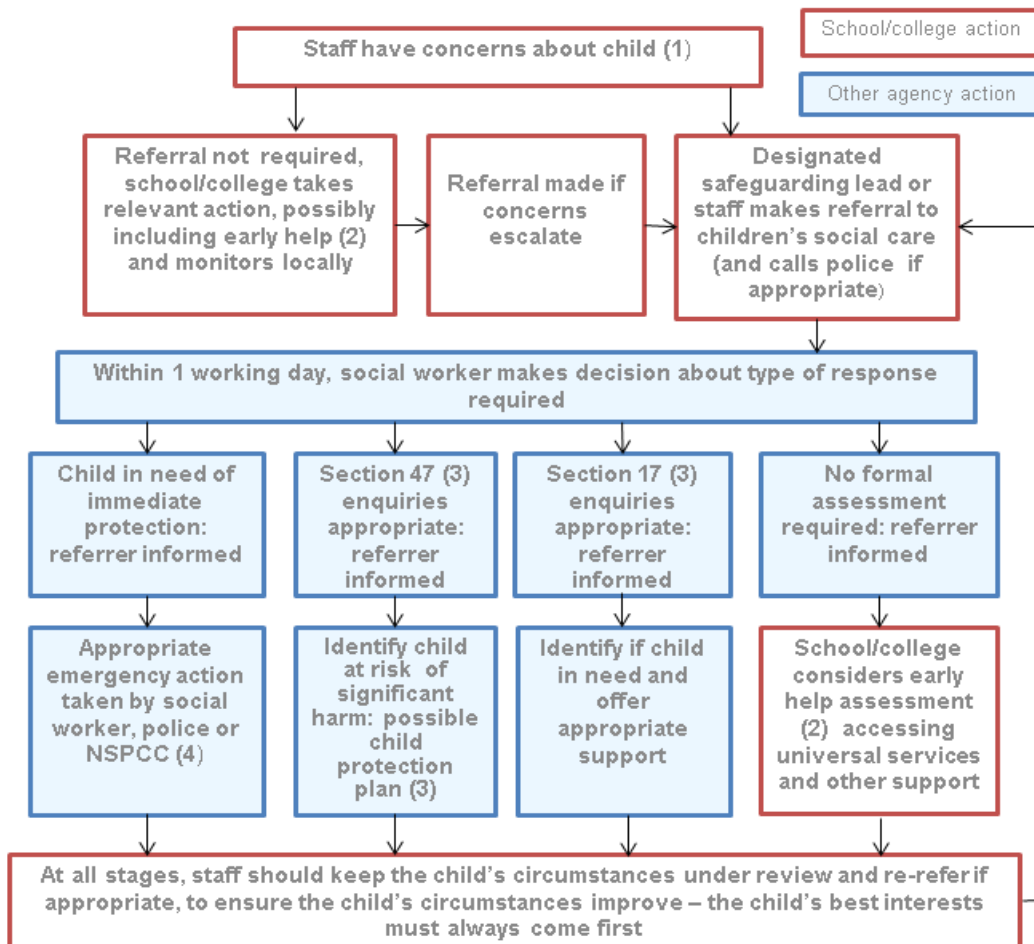 Staff have concerns about child (1)
School/college action
Other agency action
Referral not required,
school/college takes
relevant action, possibly
including early help (2)
and monitors locally
Referral made if
concerns
escalate
Designated
safeguarding lead or
staff makes referral to
children's social care
(and calls police if
appropriate)
Within 1 working day, social worker makes decision about type of response
required
Child in need of
immediate
protection:
referrer informed
Section 47 (3)
enquiries
appropriate:
referrer
informed
Section 17 (3)
enquiries
appropriate:
referrer
informed
No formal
assessment
required: referrer
informed
Appropriate
emergency action
taken by social
worker, police or
NSPCC (4)
Identify child
at risk of
significant
harm: possible
child
protection
plan (3)
Identify if child
in need and
offer
appropriate
support
School/college
considers early
help assessment
(2) accessing
universal services
and other support
At all stages, staff should keep the child's circumstances under review and re-refer if
appropriate, to ensure the child's circumstances improve – the child's best interests
must always come first